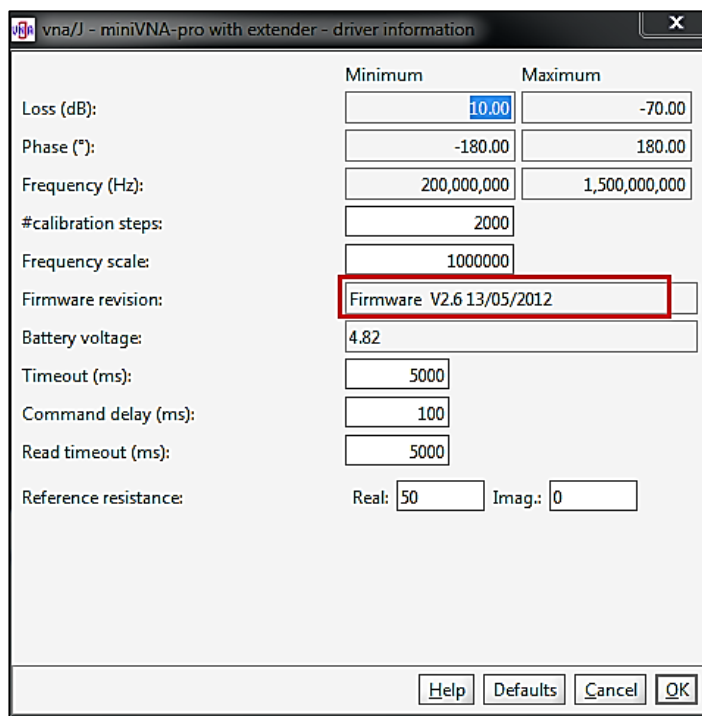 vna/J - miniVNA-pro with extender - driver information x
Minimum Maximum
Loss (dB): 10.00 -70.00
Phase (°): -180.00 180.00
Frequency (Hz): 200,000,000 1,500,000,000
#calibration steps: 2000
Frequency scale: 1000000
Firmware revision: Firmware V2.6 13/05/2012
Battery voltage: 4.82
Timeout (ms): 5000
Command delay (ms): 100
Read timeout (ms): 5000
Reference resistance: Real: 50 Imag.: 0
Help Defaults Cancel OK